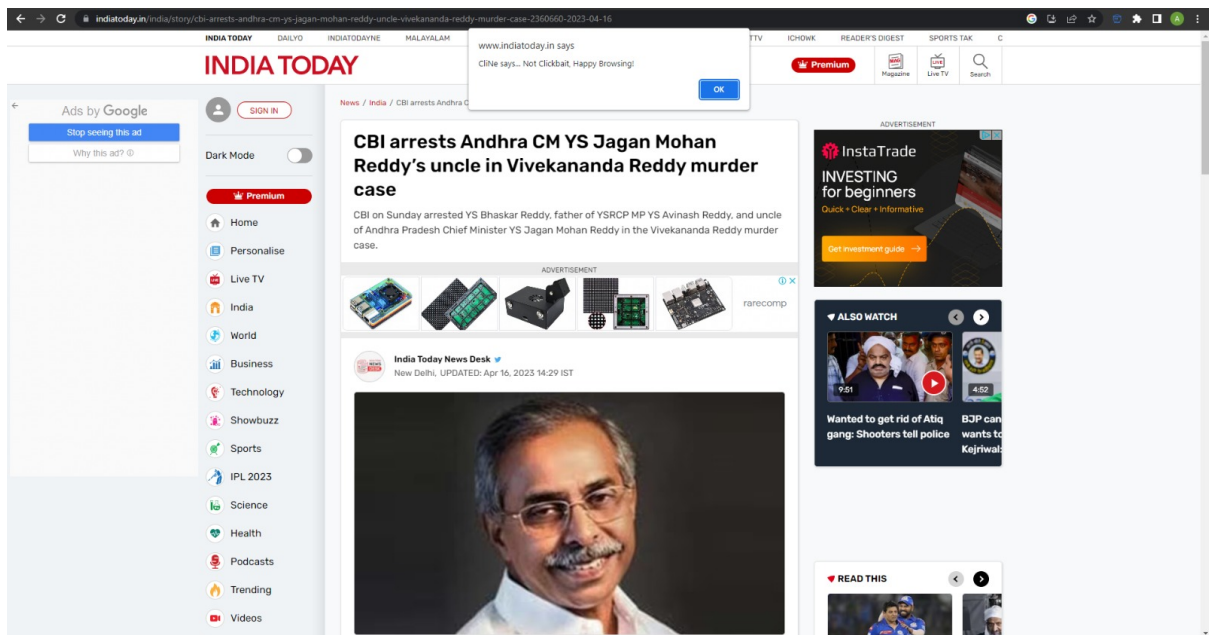 indiatoday.in/india/story/cbi-arrests-andhra-cm-ys-jagan-mohan-reddy-uncle-vivekananda-reddy-murder-case-2360660-2023-04-16
A
INDIA TODAY DAILYO INDIATODAYNE MALAYALAM TTV ICHOWK READER'S DIGEST SPORTS TAK C
www.indiatoday.in says
CliNe says... Not Clickbait, Happy Browsing!
OK
INDIA TODAY
Premium
Magazine
LIVE
Live TV
Search
Ads by Google
Stop seeing this ad
Why this ad?
SIGN IN
Dark Mode
Premium
Home
Personalise
Live TV
India
World
Business
Technology
Showbuzz
Sports
IPL 2023
Science
Health
Podcasts
Trending
Videos
News / India / CBI arrests Andhra C
CBI arrests Andhra CM YS Jagan Mohan
Reddy's uncle in Vivekananda Reddy murder
case
CBI on Sunday arrested YS Bhaskar Reddy, father of YSRCP MP YS Avinash Reddy, and uncle
of Andhra Pradesh Chief Minister YS Jagan Mohan Reddy in the Vivekananda Reddy murder
case.
ADVERTISEMENT
rarecomp
India Today News Desk
New Delhi, UPDATED: Apr 16, 2023 14:29 IST
ADVERTISEMENT
InstaTrade
INVESTING
for beginners
Quick • Clear • Informative
Get investment guide →
ALSO WATCH
9:51
4:52
Wanted to get rid of Atiq
gang: Shooters tell police
BJP can
wants to
Kejriwal:
READ THIS